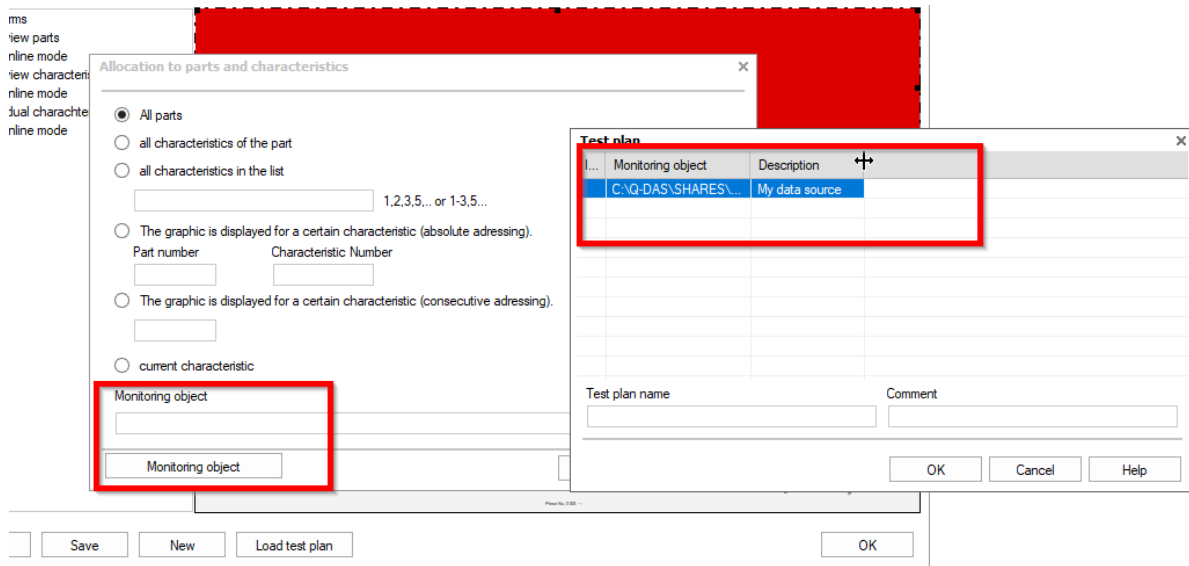 rms
view parts
nline mode
view characteris
nline mode
dual charachte
nline mode
Allocation to parts and characteristics
All parts
all characteristics of the part
all characteristics in the list
1,2,3,5,.. or 1-3,5...
The graphic is displayed for a certain characteristic (absolute adressing).
Part number Characteristic Number
The graphic is displayed for a certain characteristic (consecutive adressing).
current characteristic
Monitoring object
Monitoring object
Test plan
I... Monitoring object Description
C:\Q-DAS\SHARES\... My data source
Test plan name Comment
OK Cancel Help
Save New Load test plan OK